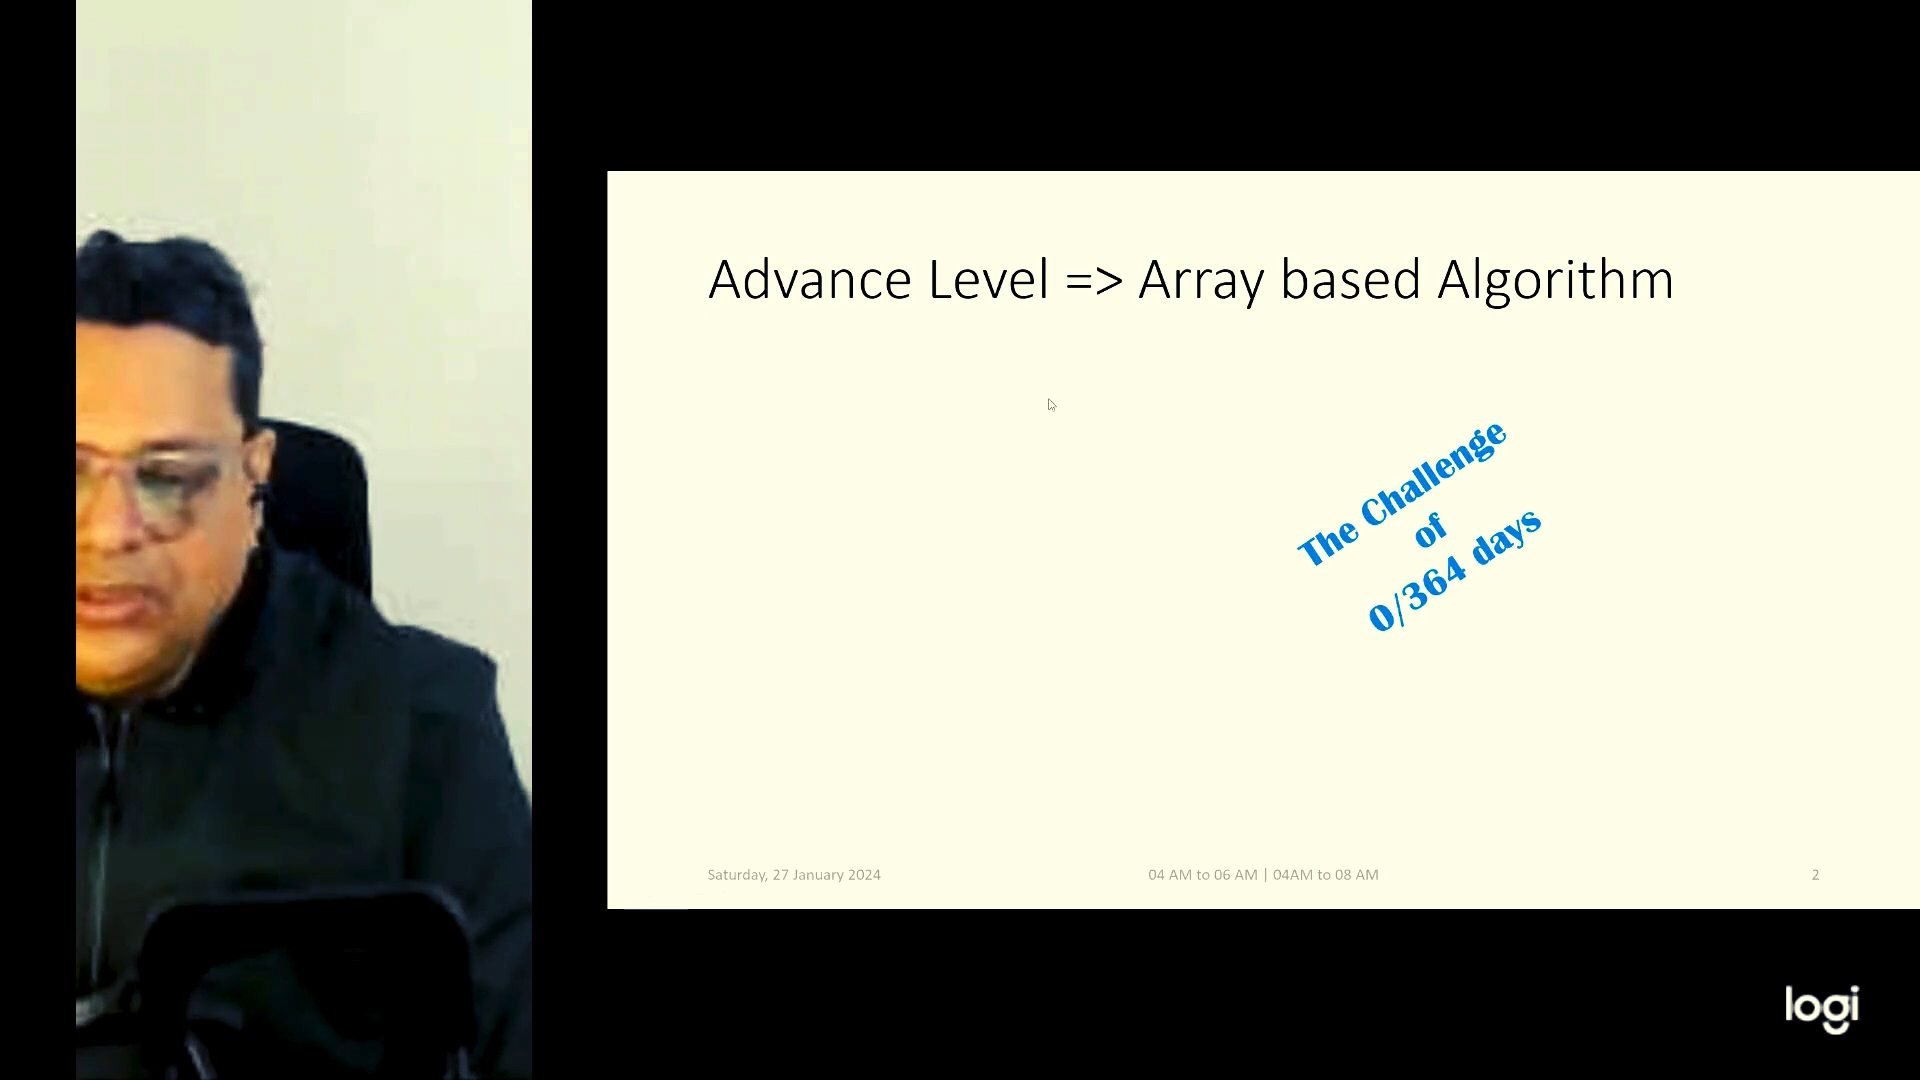 Advance Level => Array based Algorithm
The Challenge
of
0/364 days
Saturday, 27 January 2024
04 AM to 06 AM | 04AM to 08 AM
2
logi